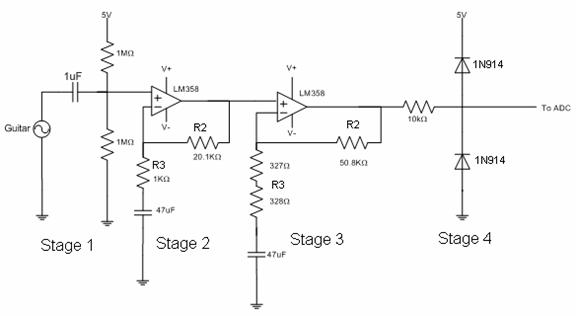 5V
1MΩ
1uF
Guitar
1MΩ
Stage 1
V+
LM358
V-
R2
20.1KΩ
R3
1KΩ
47uF
Stage 2
V+
LM358
V-
R2
50.8KΩ
327Ω
R3
328Ω
47uF
Stage 3
10kΩ
5V
1N914
To ADC
1N914
Stage 4